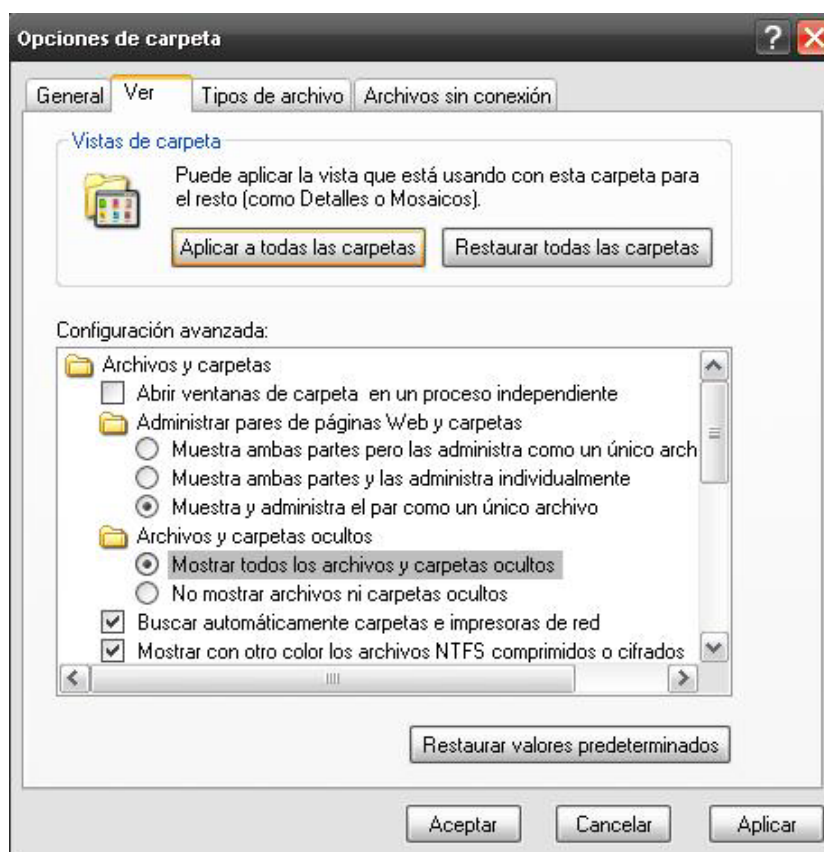 Opciones de carpeta
General Ver Tipos de archivo Archivos sin conexión
Vistas de carpeta
Puede aplicar la vista que está usando con esta carpeta para
el resto (como Detalles o Mosaicos).
Aplicar a todas las carpetas Restaurar todas las carpetas
Configuración avanzada:
Archivos y carpetas
Abrir ventanas de carpeta en un proceso independiente
Administrar pares de páginas Web y carpetas
Muestra ambas partes pero las administra como un único arch
Muestra ambas partes y las administra individualmente
Muestra y administra el par como un único archivo
Archivos y carpetas ocultos
Mostrar todos los archivos y carpetas ocultos
No mostrar archivos ni carpetas ocultos
Buscar automáticamente carpetas e impresoras de red
Mostrar con otro color los archivos NTFS comprimidos o cifrados
Restaurar valores predeterminados
Aceptar Cancelar Aplicar